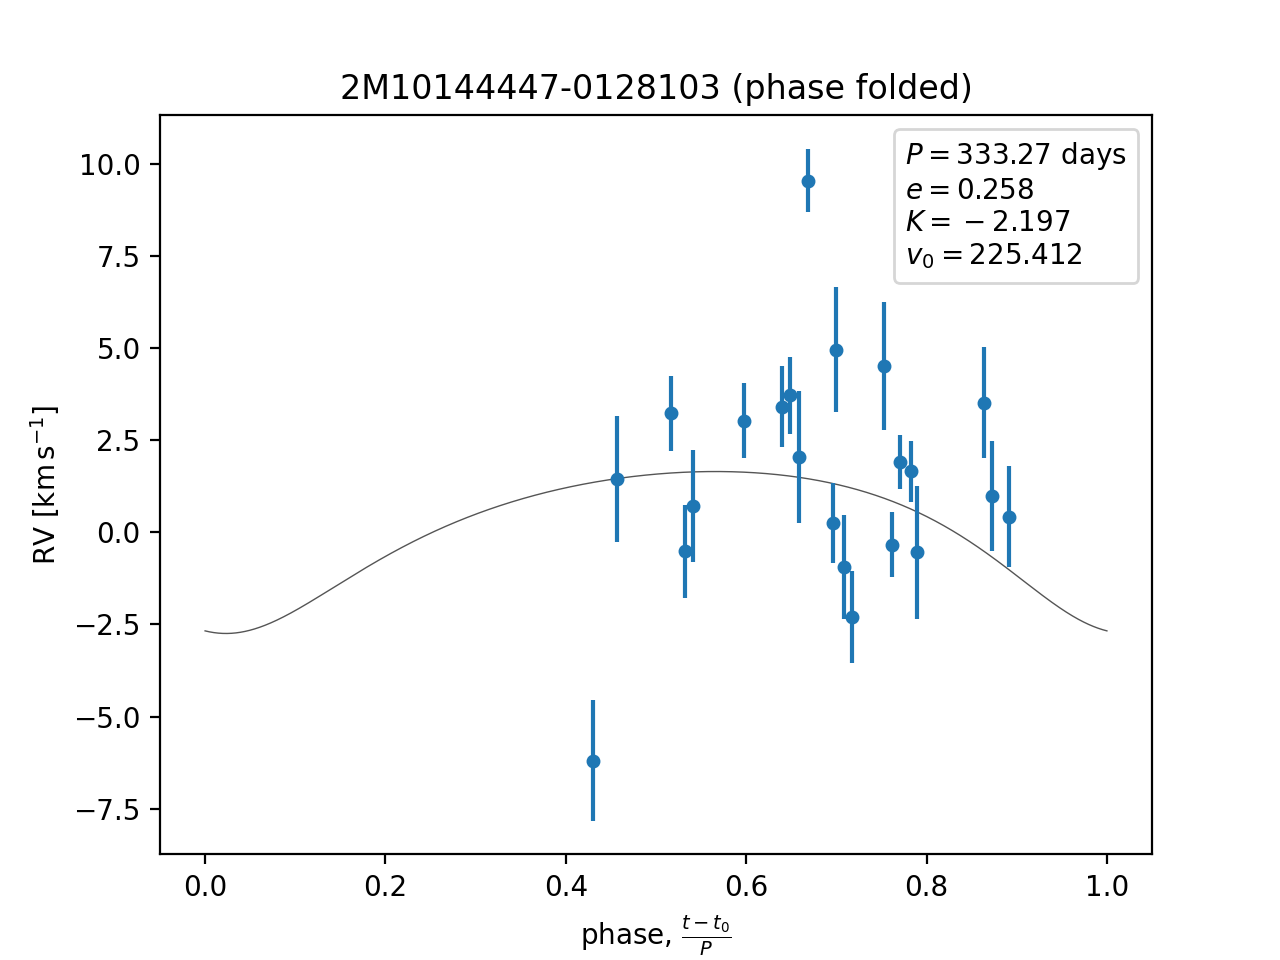 2M10144447-0128103 (phase folded)
P = 333.27 days
e = 0.258
K = −2.197
v₀ = 225.412
10.0
7.5
5.0
2.5
0.0
−2.5
−5.0
−7.5
RV [km s⁻¹]
0.0 0.2 0.4 0.6 0.8 1.0
phase, (t − t₀)/P